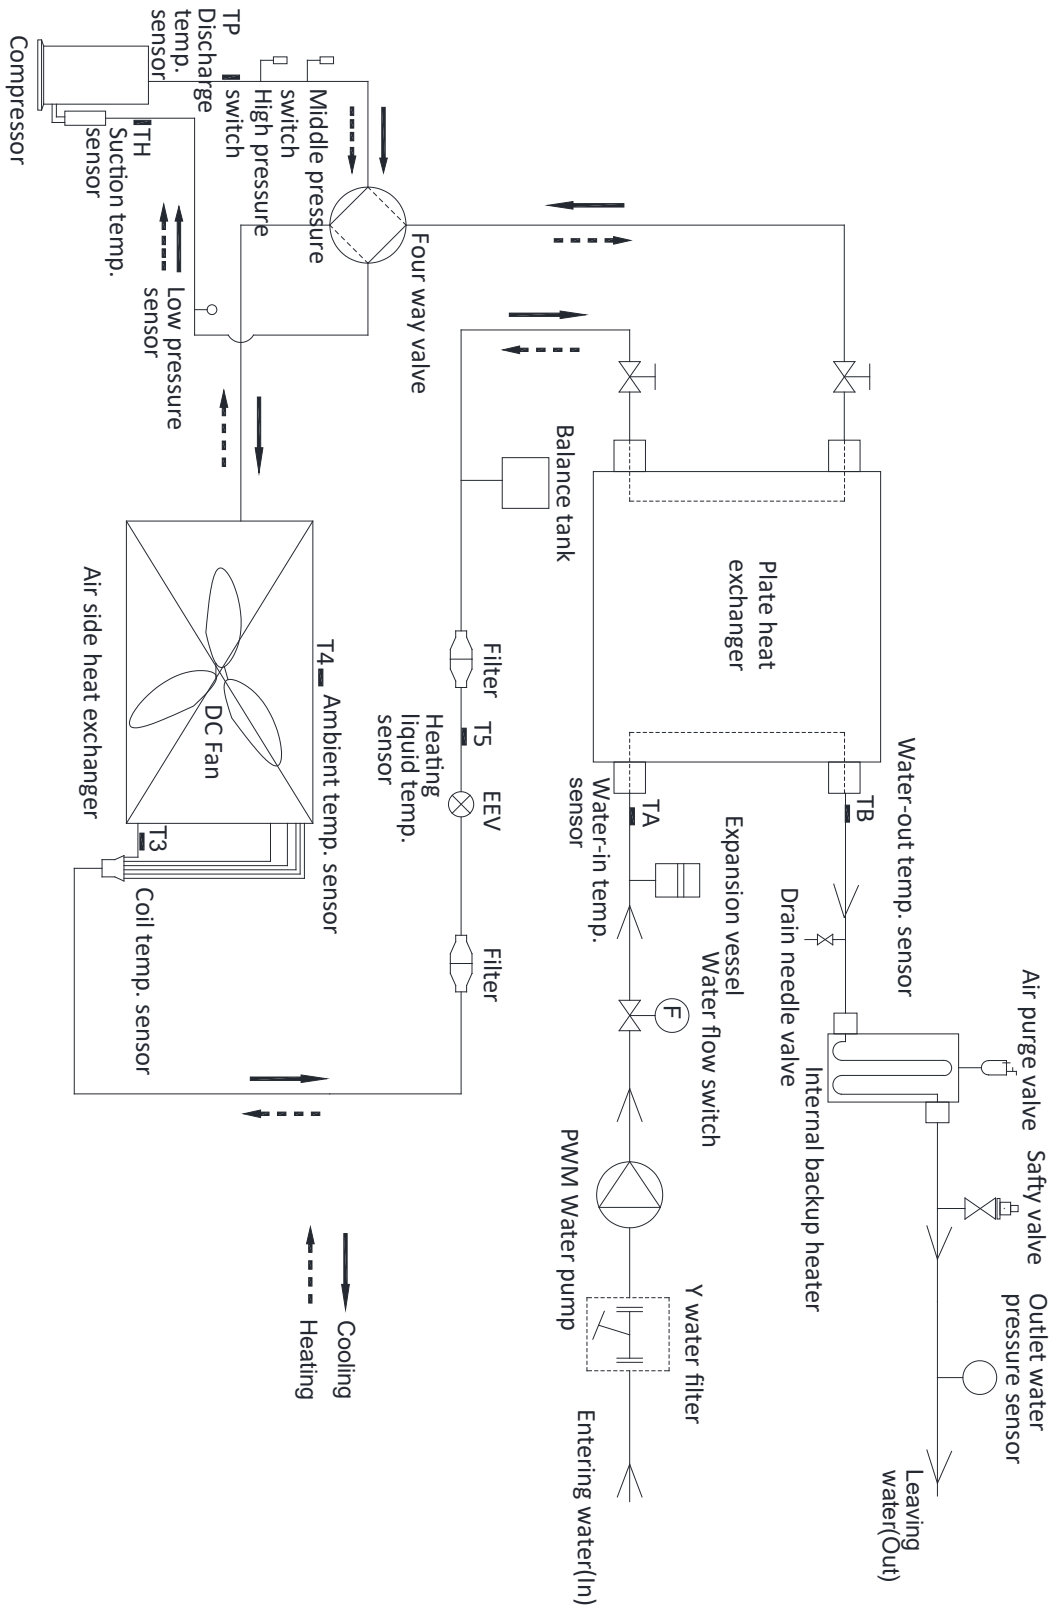 Air purge valve
Safty valve
Outlet water
pressure sensor
Leaving
water(Out)
Water-out temp. sensor
TB
Drain needle valve
Internal backup heater
Plate heat
exchanger
Expansion vessel
Water flow switch
F
Y water filter
TA
Water-in temp.
sensor
PWM Water pump
Entering water(In)
Balance tank
Filter
T5
Heating
liquid temp.
sensor
EEV
Filter
Four way valve
Middle pressure
switch
High pressure
switch
TP
Discharge
temp.
sensor
TH
Suction temp.
sensor
Compressor
Low pressure
sensor
T4
Ambient temp. sensor
DC Fan
Air side heat exchanger
T3
Coil temp. sensor
Cooling
Heating